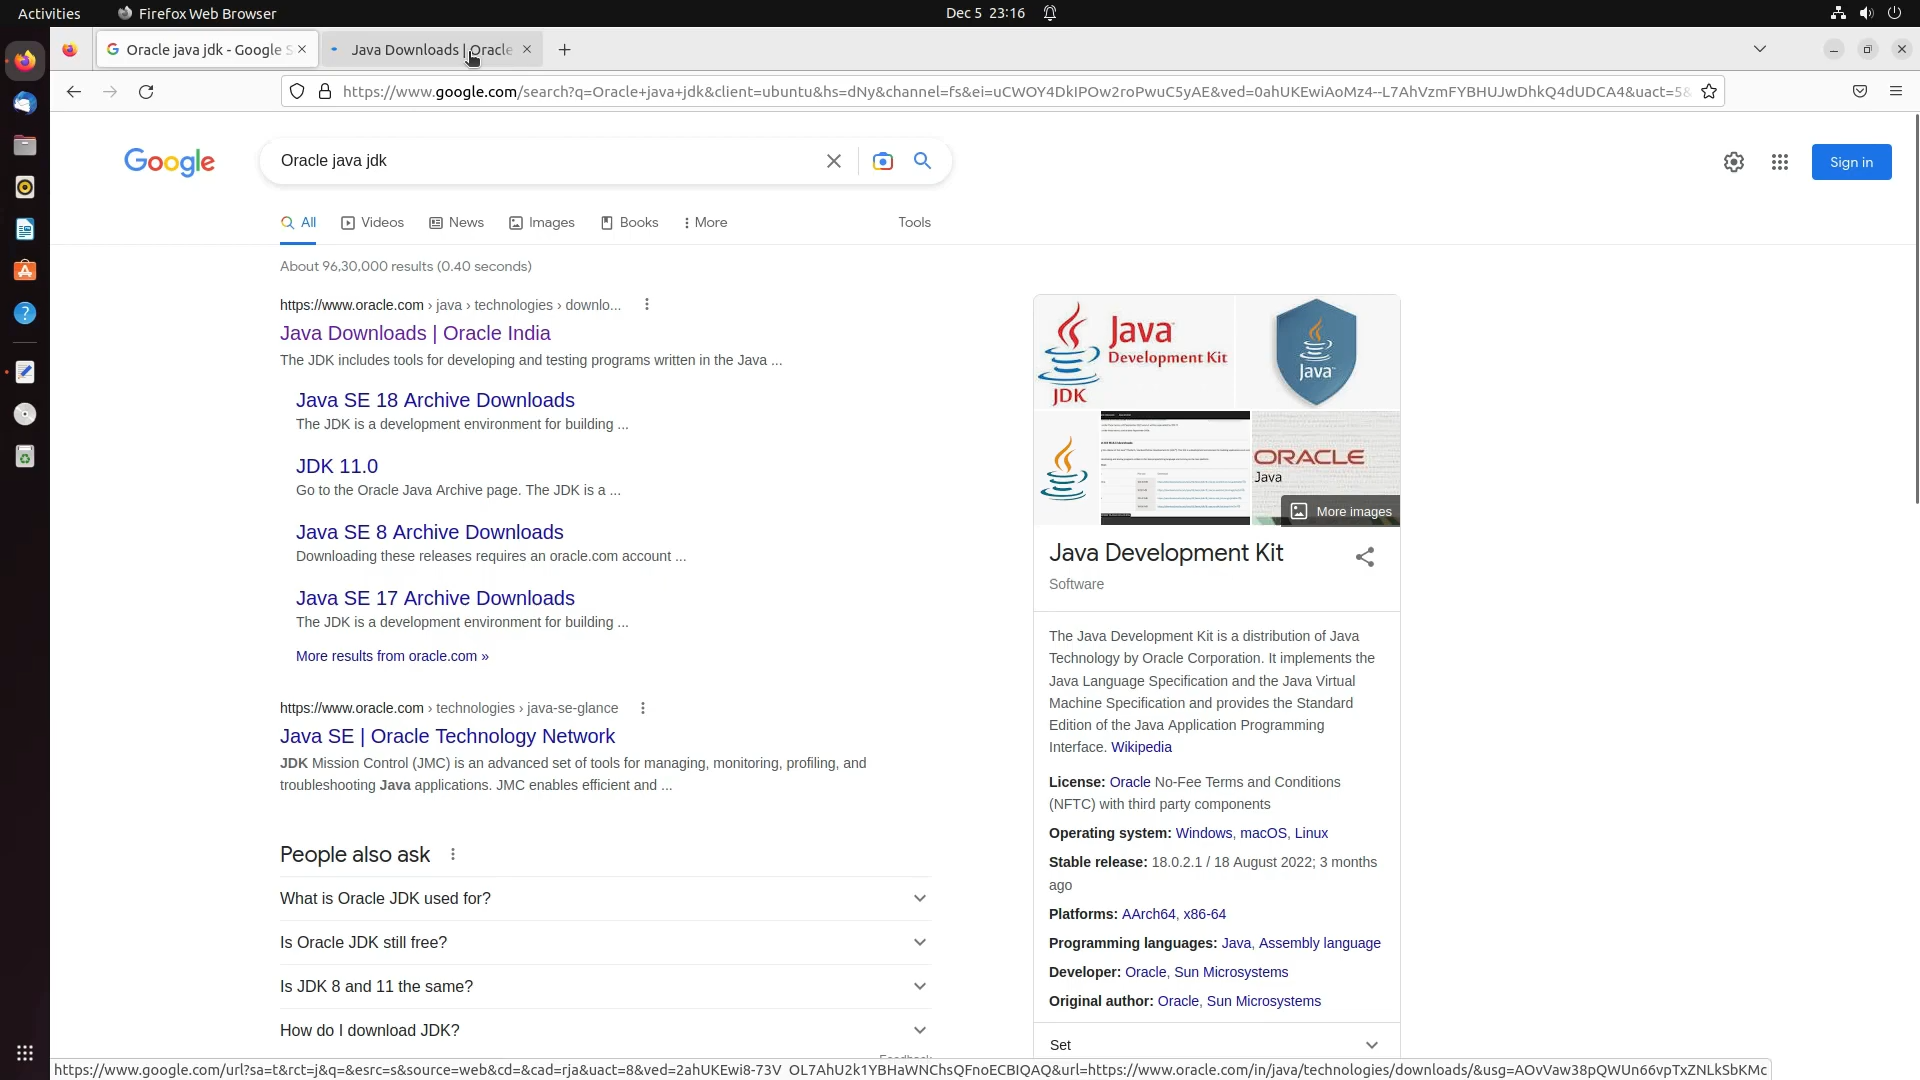 Activities
Firefox Web Browser
Dec 5 23:16
Oracle java jdk - Google S
Java Downloads | Oracle
https://www.google.com/search?q=Oracle+java+jdk&client=ubuntu&hs=dNy&channel=fs&ei=uCWOY4DkIPOw2roPwuC5yAE&ved=0ahUKEwiAoMz4--L7AhVzmFYBHUJwDhkQ4dUDCA4&uact=5&
Google
Oracle java jdk
Sign in
All
Videos
News
Images
Books
More
Tools
About 96,30,000 results (0.40 seconds)
https://www.oracle.com › java › technologies › downlo...
Java Downloads | Oracle India
The JDK includes tools for developing and testing programs written in the Java ...
Java SE 18 Archive Downloads
The JDK is a development environment for building ...
JDK 11.0
Go to the Oracle Java Archive page. The JDK is a ...
Java SE 8 Archive Downloads
Downloading these releases requires an oracle.com account ...
Java SE 17 Archive Downloads
The JDK is a development environment for building ...
More results from oracle.com »
https://www.oracle.com › technologies › java-se-glance
Java SE | Oracle Technology Network
JDK Mission Control (JMC) is an advanced set of tools for managing, monitoring, profiling, and
troubleshooting Java applications. JMC enables efficient and ...
People also ask
What is Oracle JDK used for?
Is Oracle JDK still free?
Is JDK 8 and 11 the same?
How do I download JDK?
Feedback
Java
Development Kit
JDK
Java
ORACLE
Java
More images
Java Development Kit
Software
The Java Development Kit is a distribution of Java
Technology by Oracle Corporation. It implements the
Java Language Specification and the Java Virtual
Machine Specification and provides the Standard
Edition of the Java Application Programming
Interface. Wikipedia
License: Oracle No-Fee Terms and Conditions
(NFTC) with third party components
Operating system: Windows, macOS, Linux
Stable release: 18.0.2.1 / 18 August 2022; 3 months
ago
Platforms: AArch64, x86-64
Programming languages: Java, Assembly language
Developer: Oracle, Sun Microsystems
Original author: Oracle, Sun Microsystems
Set
https://www.google.com/url?sa=t&rct=j&q=&esrc=s&source=web&cd=&cad=rja&uact=8&ved=2ahUKEwi8-73V_OL7AhU2k1YBHaWNChsQFnoECBIQAQ&url=https://www.oracle.com/in/java/technologies/downloads/&usg=AOvVaw38pQWUn66vpTxZNLkSbKMc